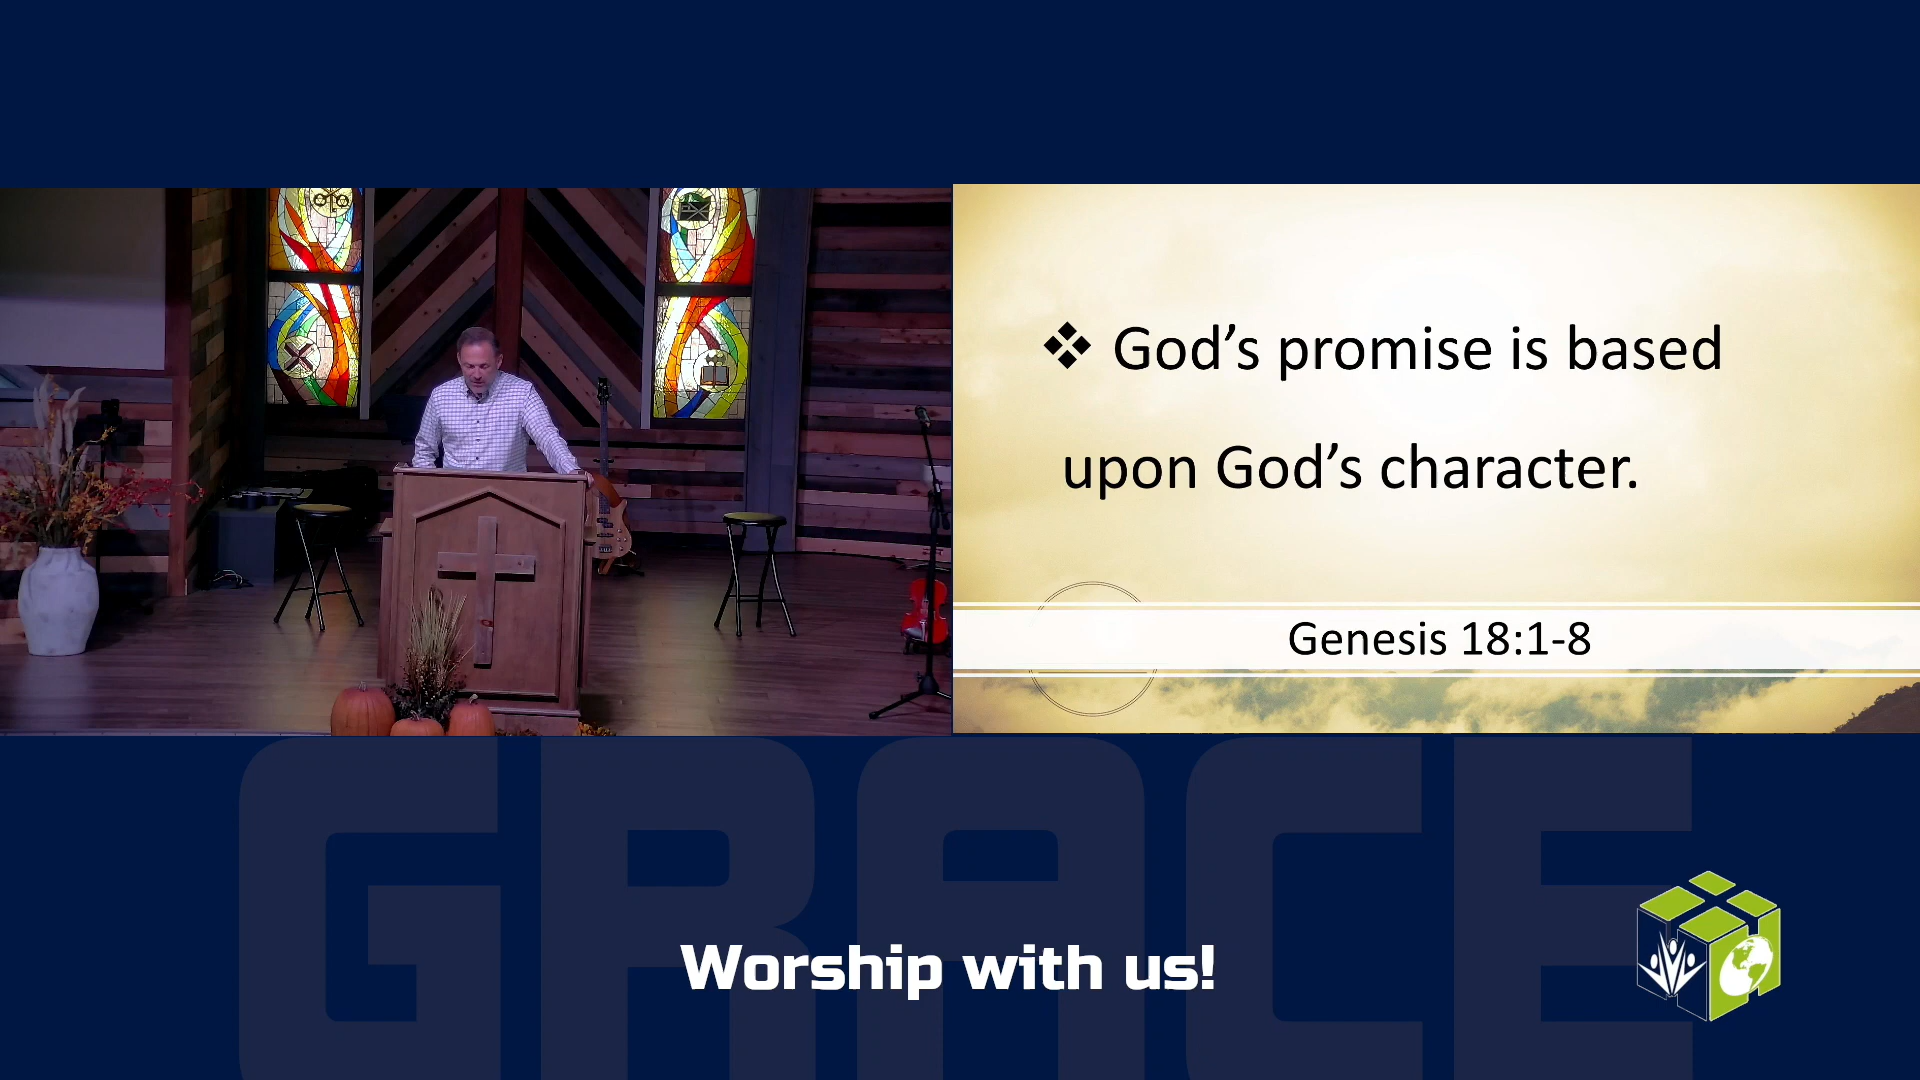 ❖ God’s promise is based
upon God’s character.
Genesis 18:1-8
GRACE
Worship with us!